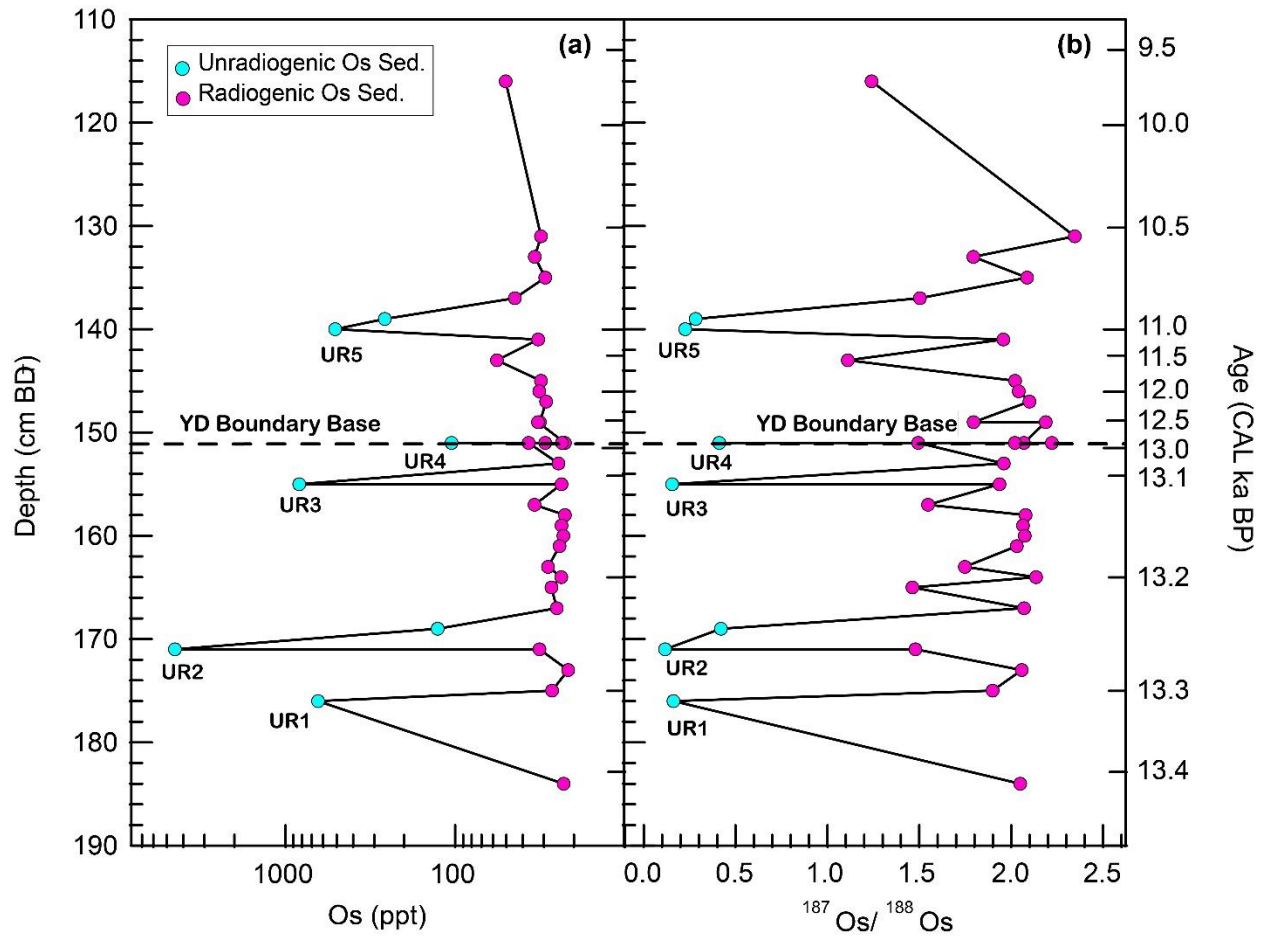 (a)
(b)
Unradiogenic Os Sed.
Radiogenic Os Sed.
110
120
130
140
150
160
170
180
190
Depth (cm BD)
UR5
YD Boundary Base
UR4
UR3
UR2
UR1
1000
100
Os (ppt)
UR5
YD Boundary Base
UR4
UR3
UR2
UR1
0.0
0.5
1.0
1.5
2.0
2.5
187 Os/ 188 Os
9.5
10.0
10.5
11.0
11.5
12.0
12.5
13.0
13.1
13.2
13.3
13.4
Age (CAL ka BP)